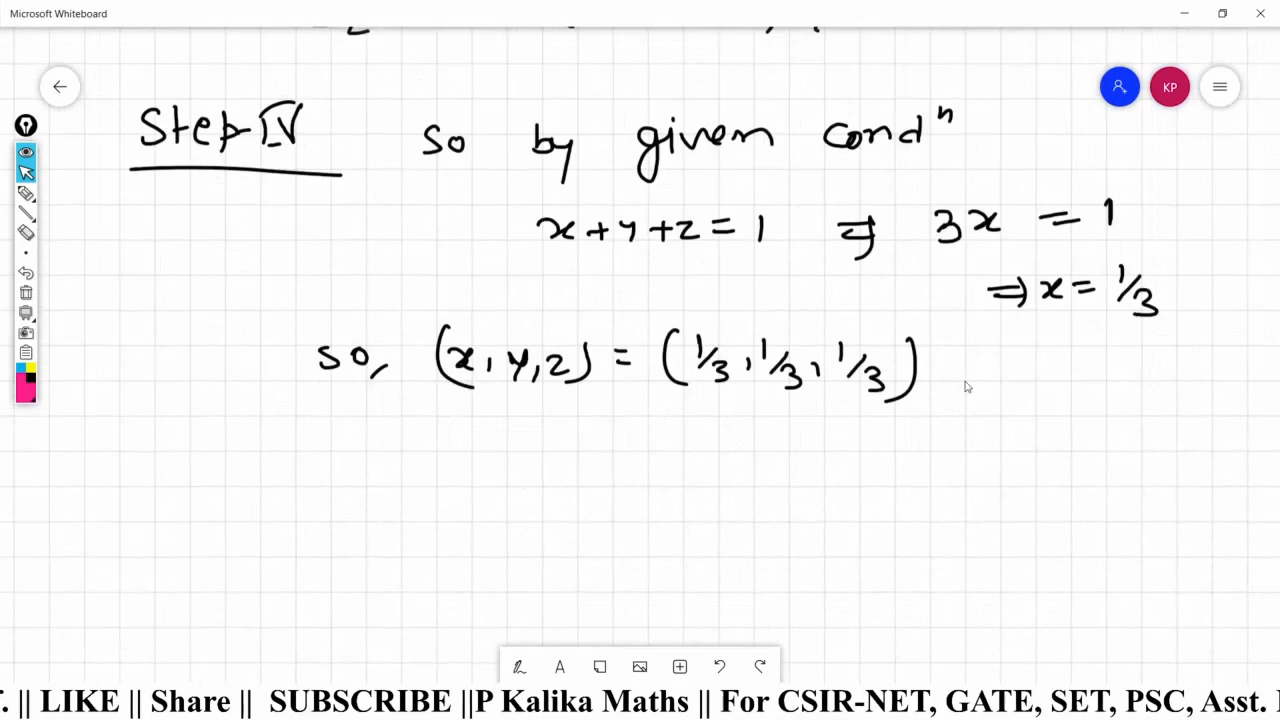 Microsoft Whiteboard
KP
Step IV so by given condⁿ
x+y+z=1 ⇒ 3x = 1
⇒ x = 1/3
so, (x, y, z) = (1/3, 1/3, 1/3)
|| LIKE || Share || SUBSCRIBE ||P Kalika Maths || For CSIR-NET, GATE, SET, PSC, Asst.